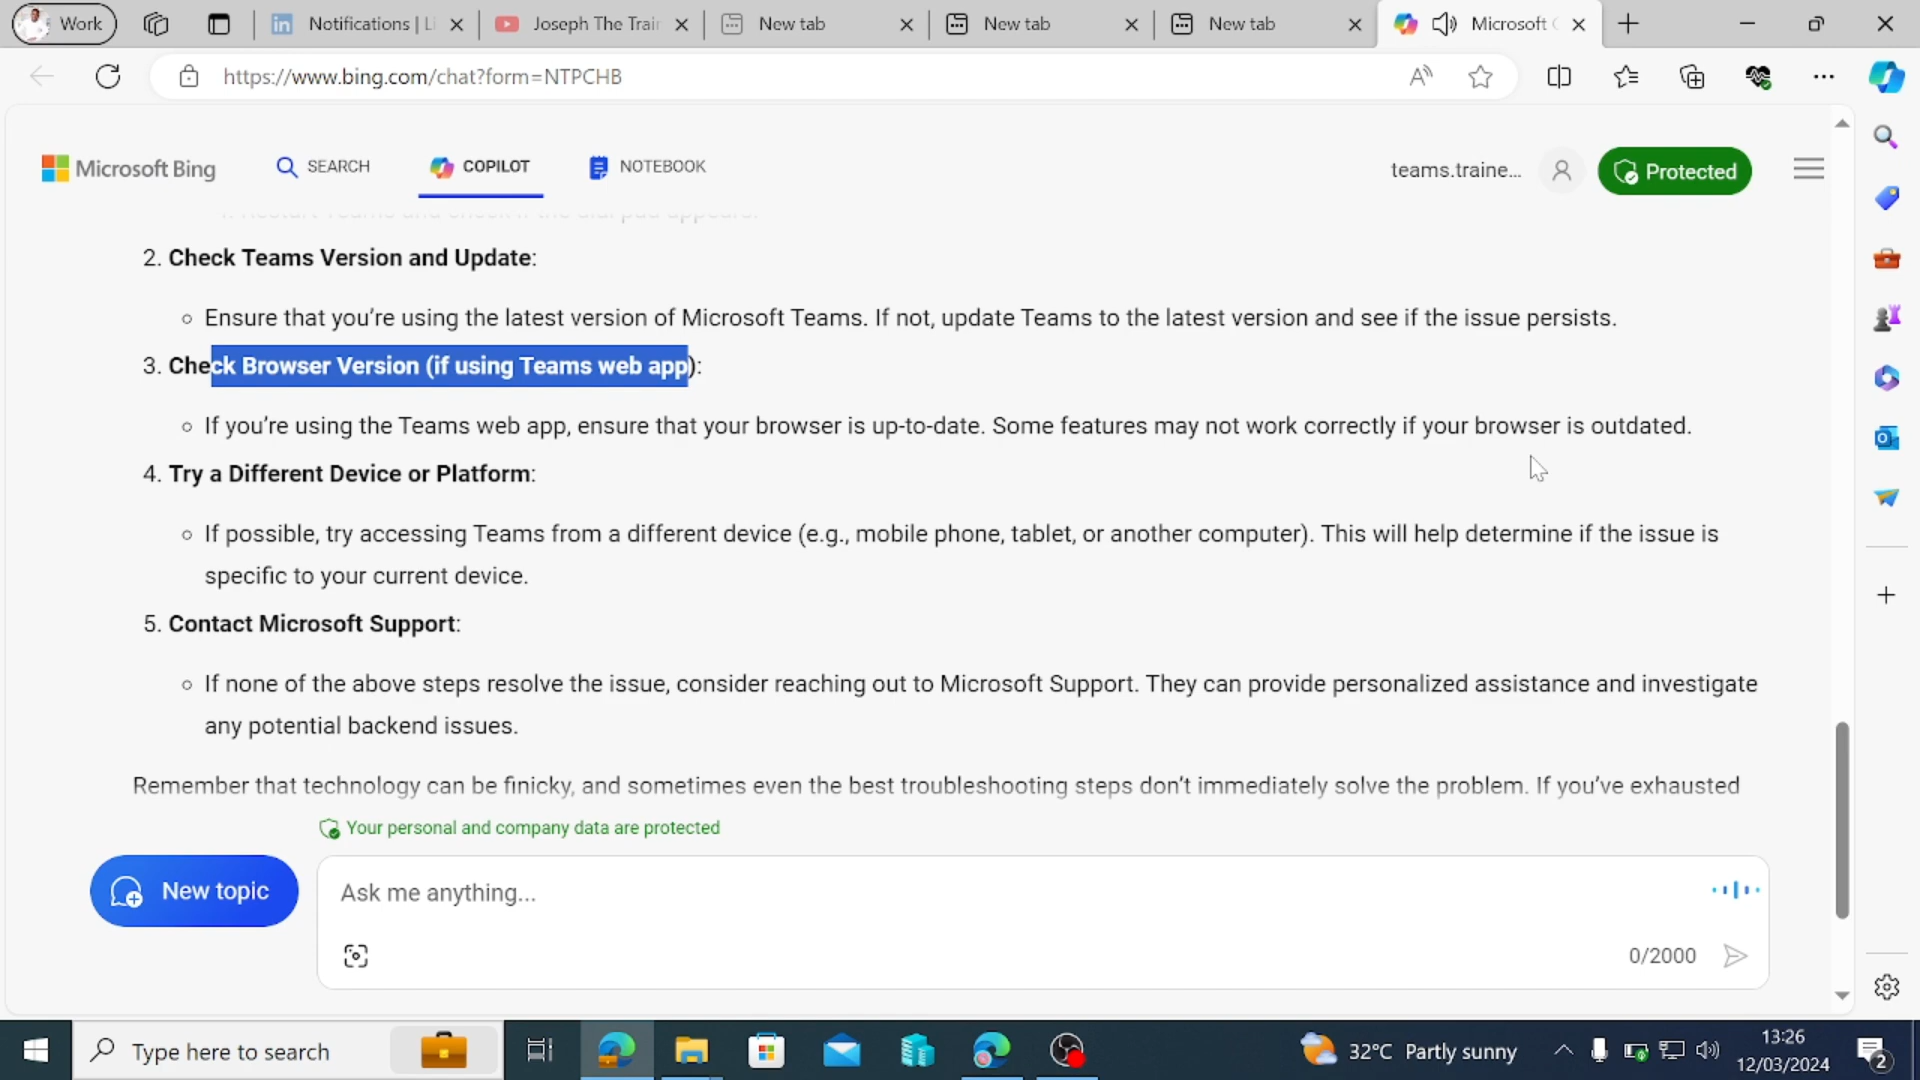 Work
Notifications | Li
Joseph The Train
New tab
New tab
New tab
Microsoft C
https://www.bing.com/chat?form=NTPCHB
Microsoft Bing
SEARCH
COPILOT
NOTEBOOK
teams.traine...
Protected
2. Check Teams Version and Update:
Ensure that you're using the latest version of Microsoft Teams. If not, update Teams to the latest version and see if the issue persists.
3. Check Browser Version (if using Teams web app):
If you're using the Teams web app, ensure that your browser is up-to-date. Some features may not work correctly if your browser is outdated.
4. Try a Different Device or Platform:
If possible, try accessing Teams from a different device (e.g., mobile phone, tablet, or another computer). This will help determine if the issue is
specific to your current device.
5. Contact Microsoft Support:
If none of the above steps resolve the issue, consider reaching out to Microsoft Support. They can provide personalized assistance and investigate
any potential backend issues.
Remember that technology can be finicky, and sometimes even the best troubleshooting steps don't immediately solve the problem. If you've exhausted
Your personal and company data are protected
New topic
Ask me anything...
0/2000
Type here to search
32°C Partly sunny
13:26
12/03/2024
2